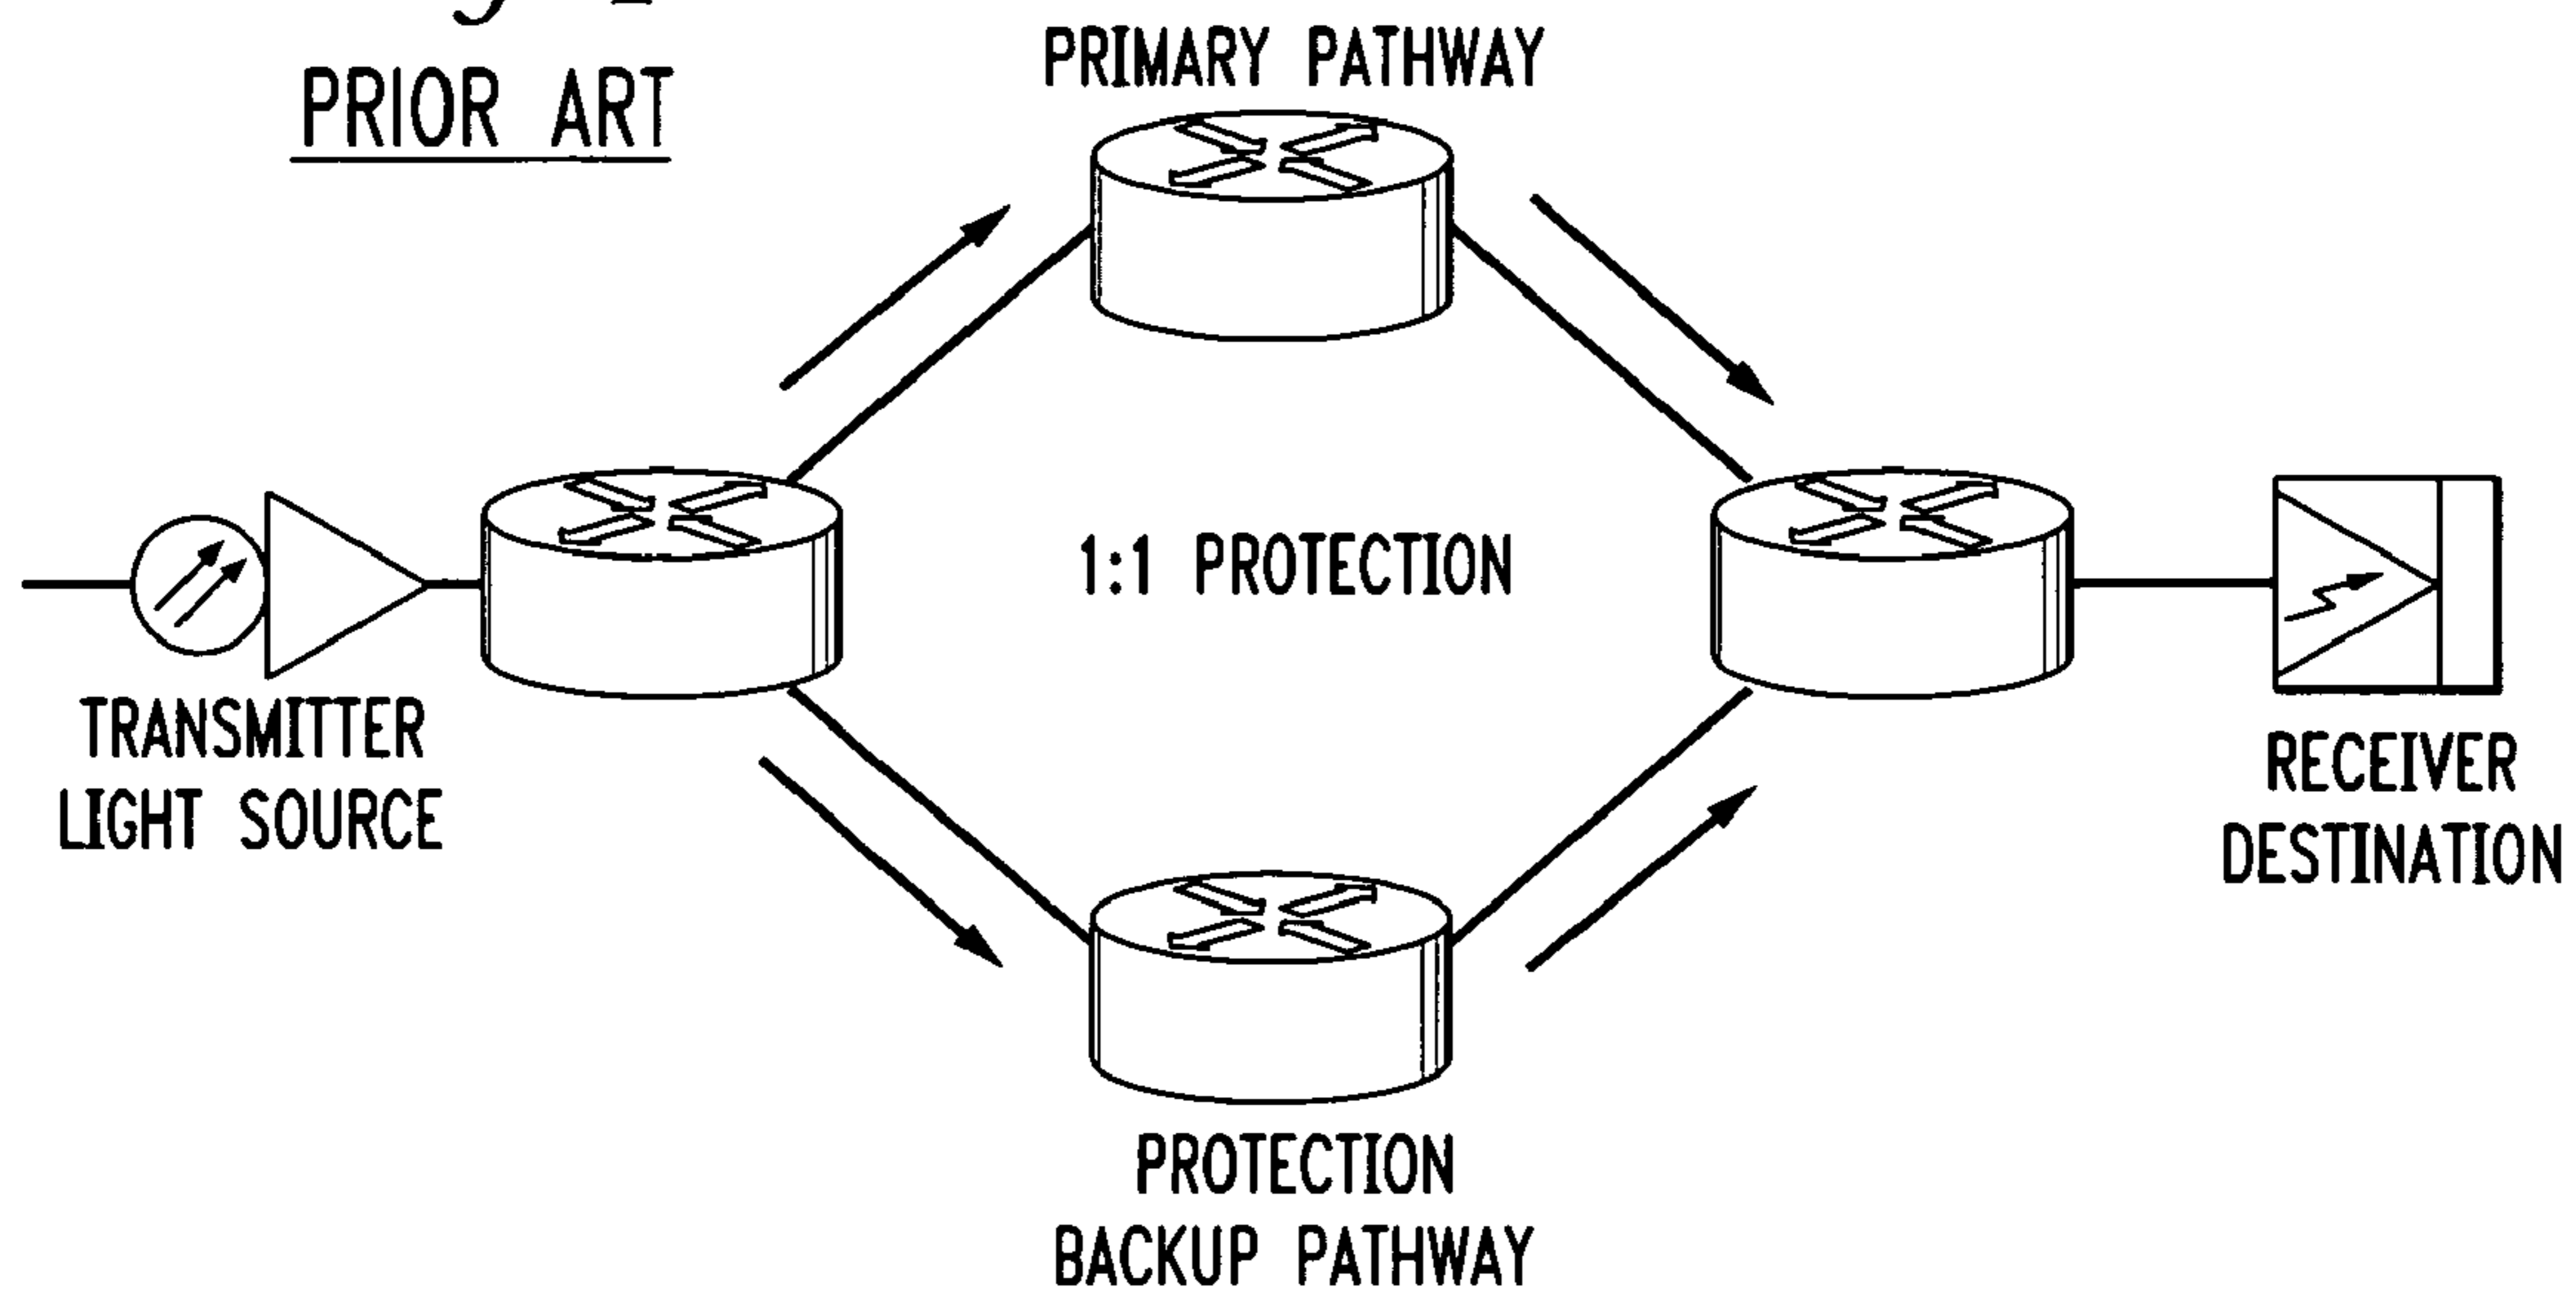 PRIOR ART
PRIMARY PATHWAY
1:1 PROTECTION
TRANSMITTER
LIGHT SOURCE
RECEIVER
DESTINATION
PROTECTION
BACKUP PATHWAY